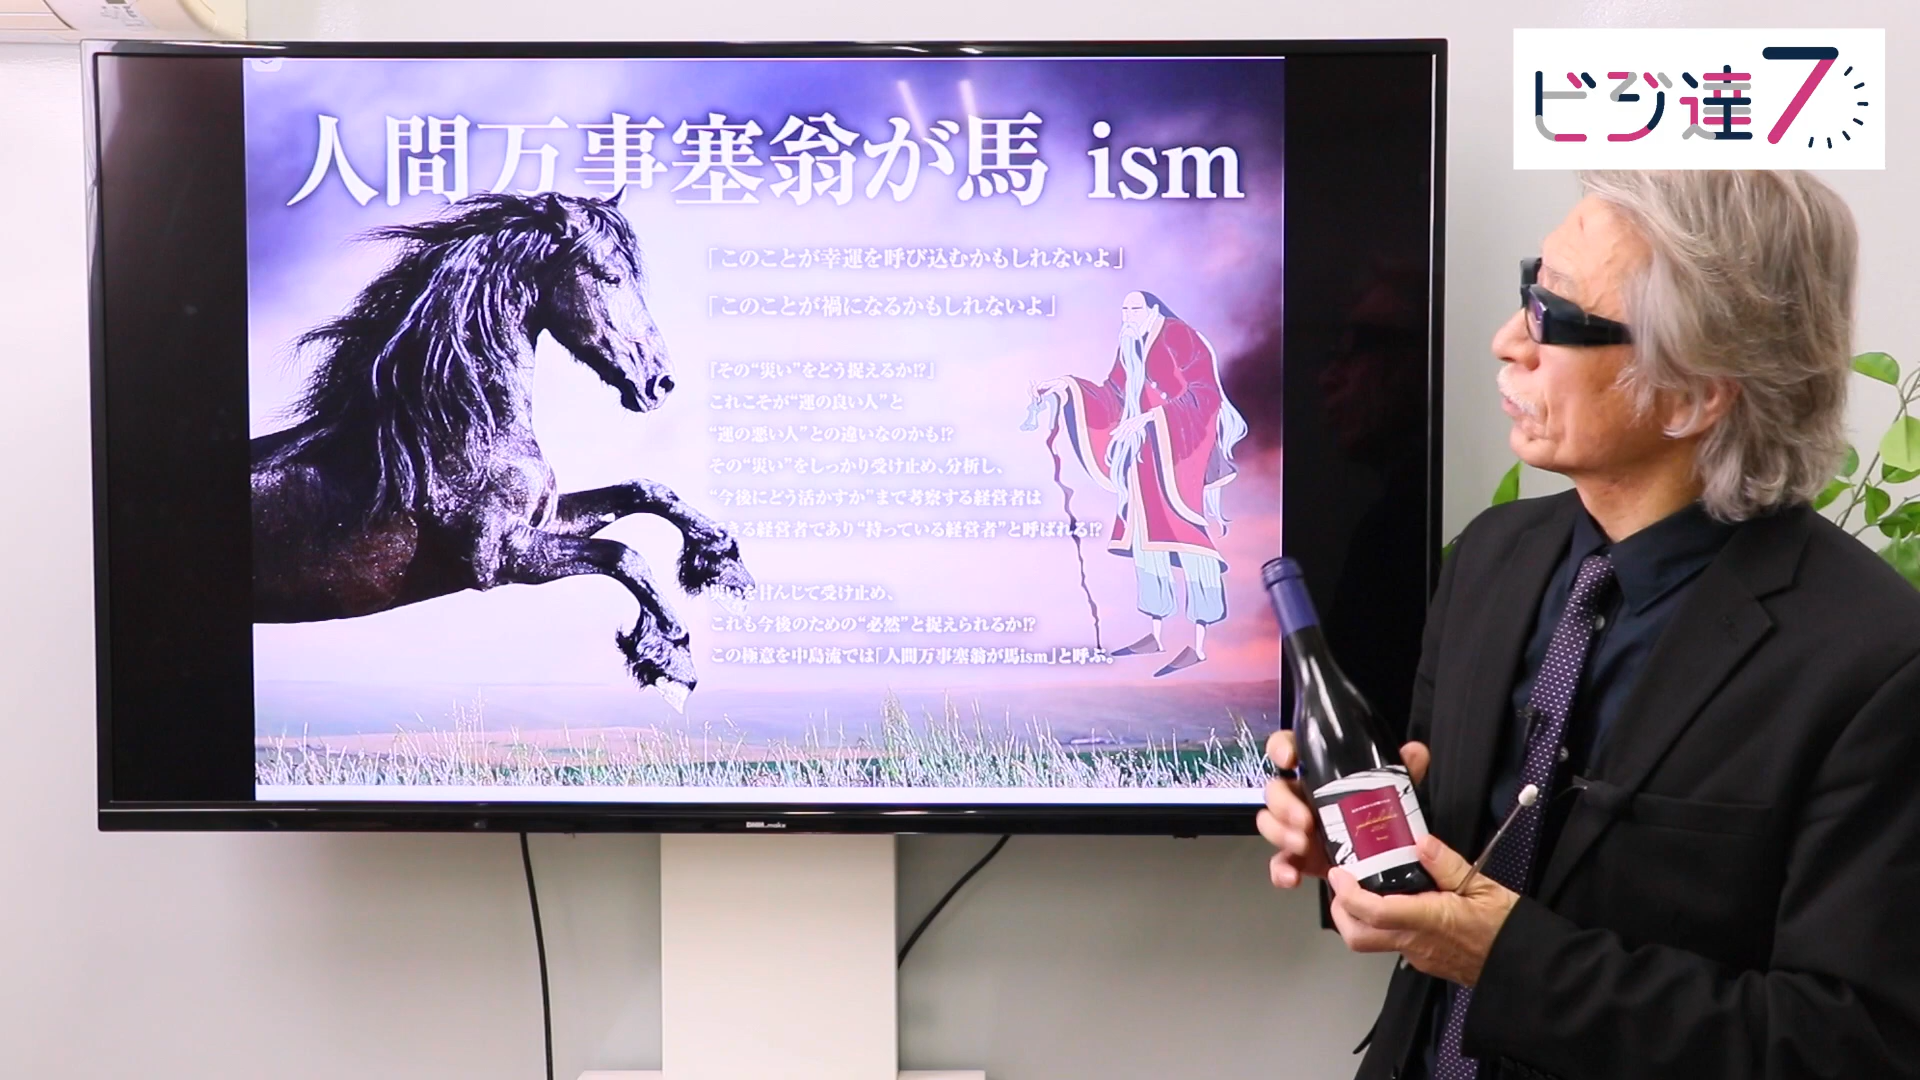 ビジ達7
人間万事塞翁が馬 ism
「このことが幸運を呼び込むかもしれないよ」
「このことが禍になるかもしれないよ」
「その“災い”をどう捉えるか!?」
これこそが“運の良い人”と
“運の悪い人”との違いなのかも!?
その“災い”をしっかり受け止め、分析し、
“今後にどう活かすか”まで考察する経営者は
できる経営者であり“持っている経営者”と呼ばれる!?
災いを甘んじて受け止め、
これも今後のための“必然”と捉えられるか!?
この極意を中島流では「人間万事塞翁が馬ism」と呼ぶ。
DMM.make